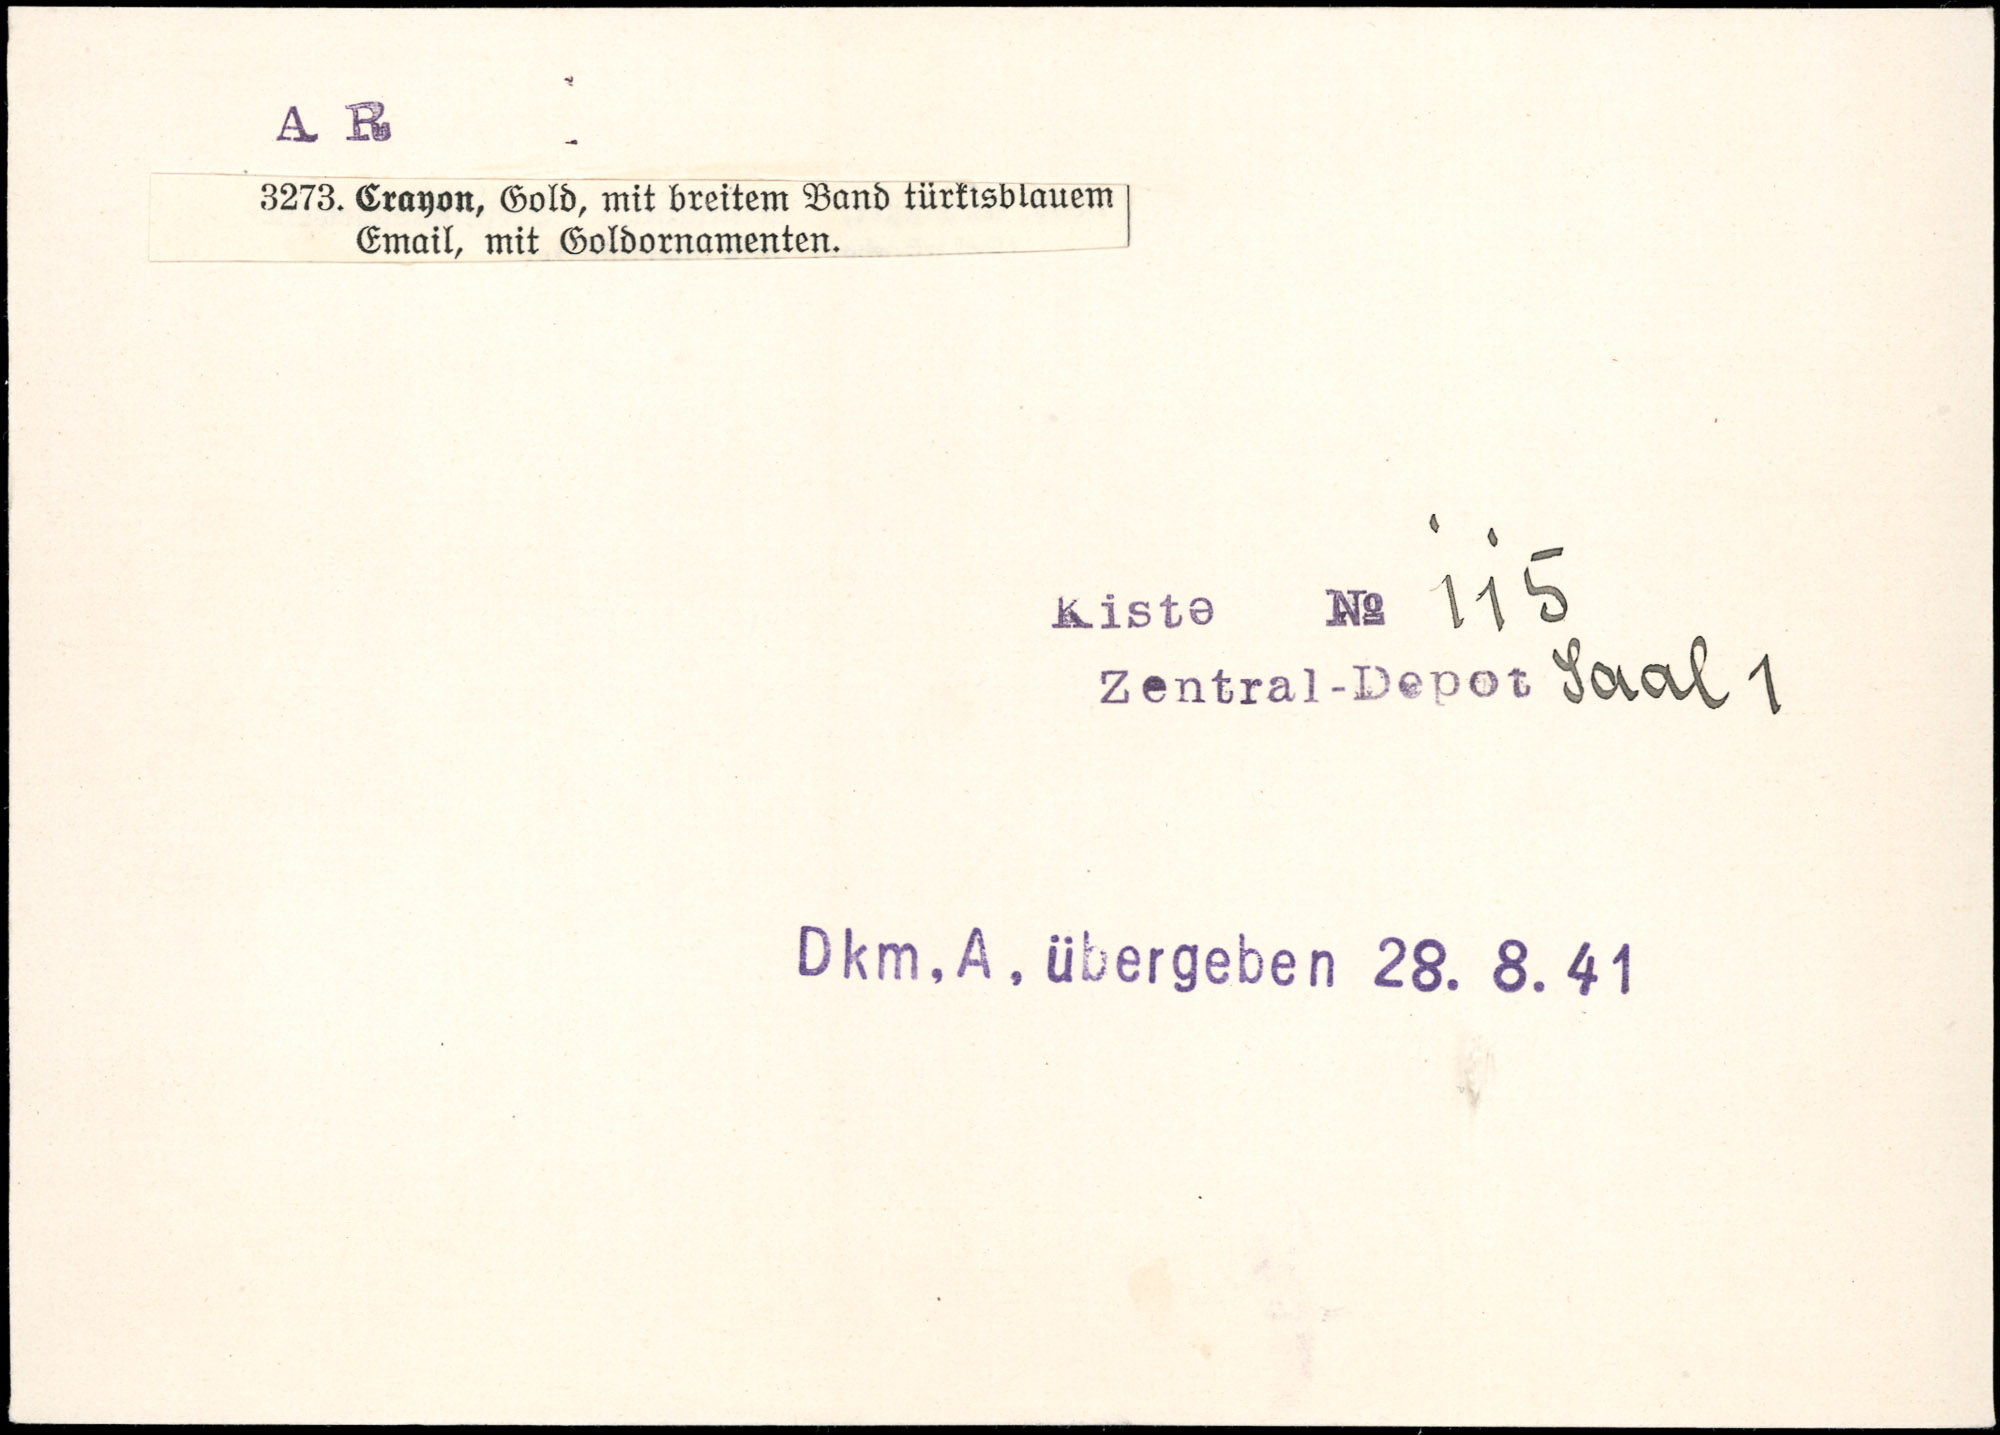 A R
3273. Crayon, Gold, mit breitem Band türkisblauem
Email, mit Goldornamenten.
Kiste № 115
Zentral-Depot Saal 1
Dkm. A. übergeben 28. 8. 41